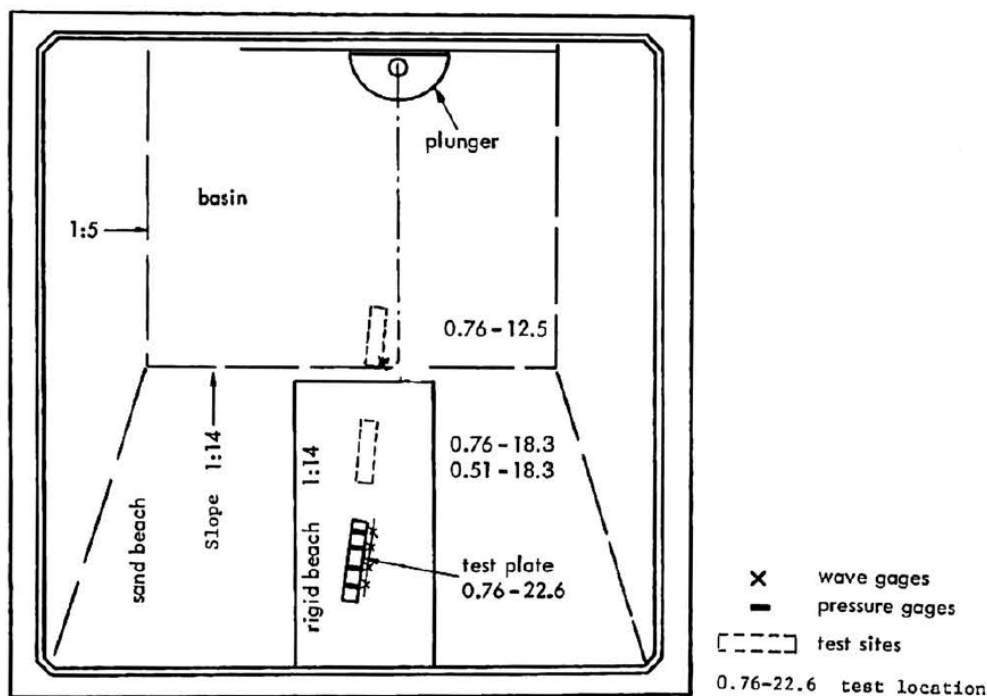 plunger
basin
1:5
0.76-12.5
Slope 1:14
1:14
0.76-18.3
0.51-18.3
sand beach
rigid beach
test plate
0.76-22.6
wave gages
pressure gages
test sites
0.76-22.6 test location